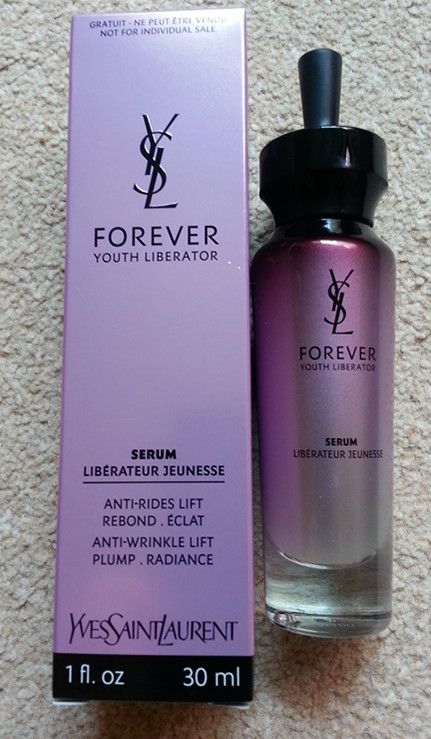 GRATUIT - NE PEUT ÊTRE VENDU
NOT FOR INDIVIDUAL SALE
YSL
FOREVER
YOUTH LIBERATOR
SERUM
LIBÉRATEUR JEUNESSE
ANTI-RIDES LIFT
REBOND . ÉCLAT
ANTI-WRINKLE LIFT
PLUMP . RADIANCE
YVESSAINTLAURENT
1 fl. oz 30 ml
YSL
FOREVER
YOUTH LIBERATOR
SERUM
LIBÉRATEUR JEUNESSE